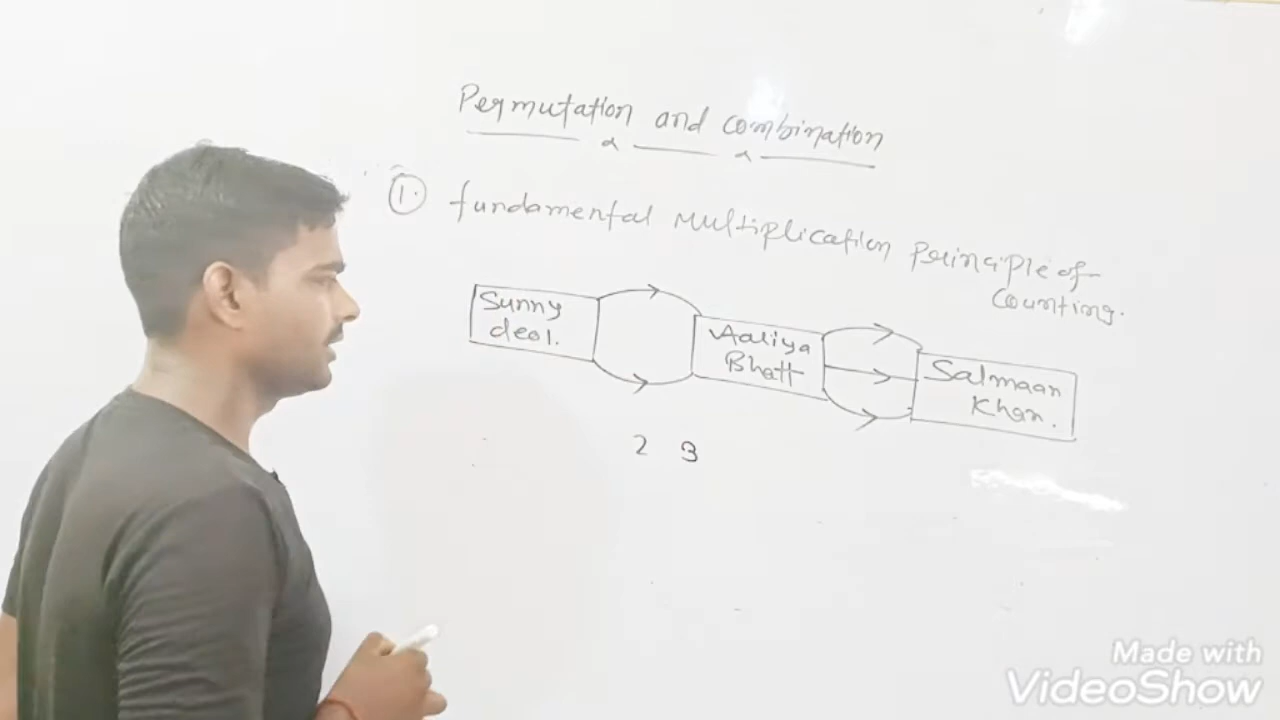 Permutation and combination
1. fundamental Multiplication Principle of
counting.
Sunny
deol.
Aaliya
Bhatt
Salmaan
Khan.
2 3
Made with
VideoShow